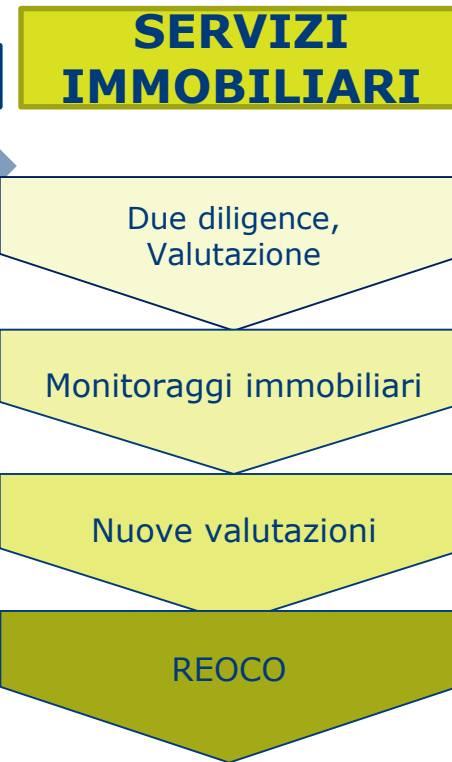 SERVIZI
IMMOBILIARI
Due diligence,
Valutazione
Monitoraggi immobiliari
Nuove valutazioni
REOCO